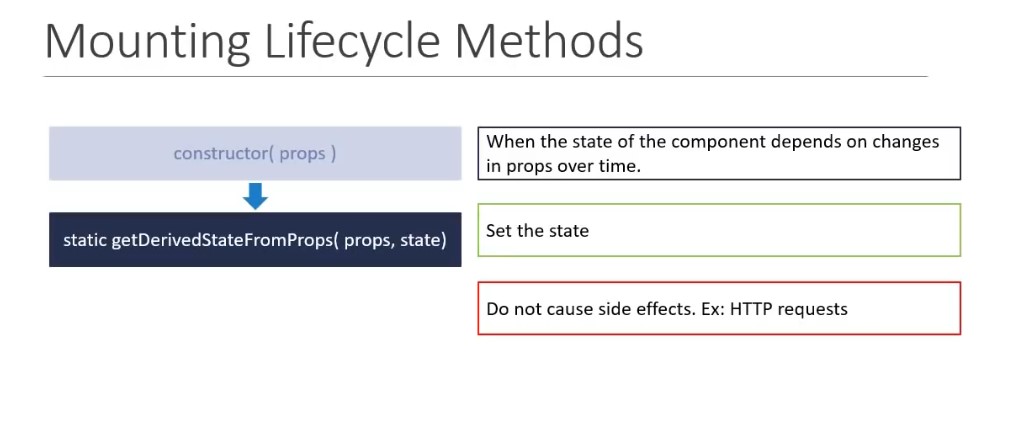 Mounting Lifecycle Methods
constructor( props )
When the state of the component depends on changes
in props over time.
static getDerivedStateFromProps( props, state)
Set the state
Do not cause side effects. Ex: HTTP requests